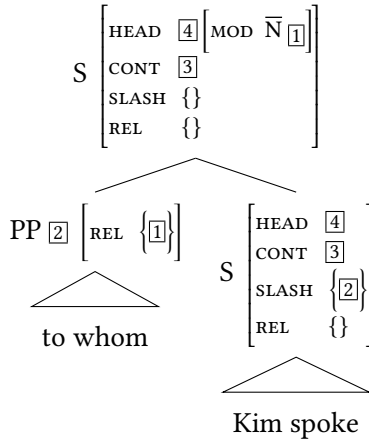 S [HEAD 4 [MOD N̅ 1]
CONT 3
SLASH {}
REL {}]
PP 2 [REL {1}]
S [HEAD 4
CONT 3
SLASH {2}
REL {}]
to whom
Kim spoke